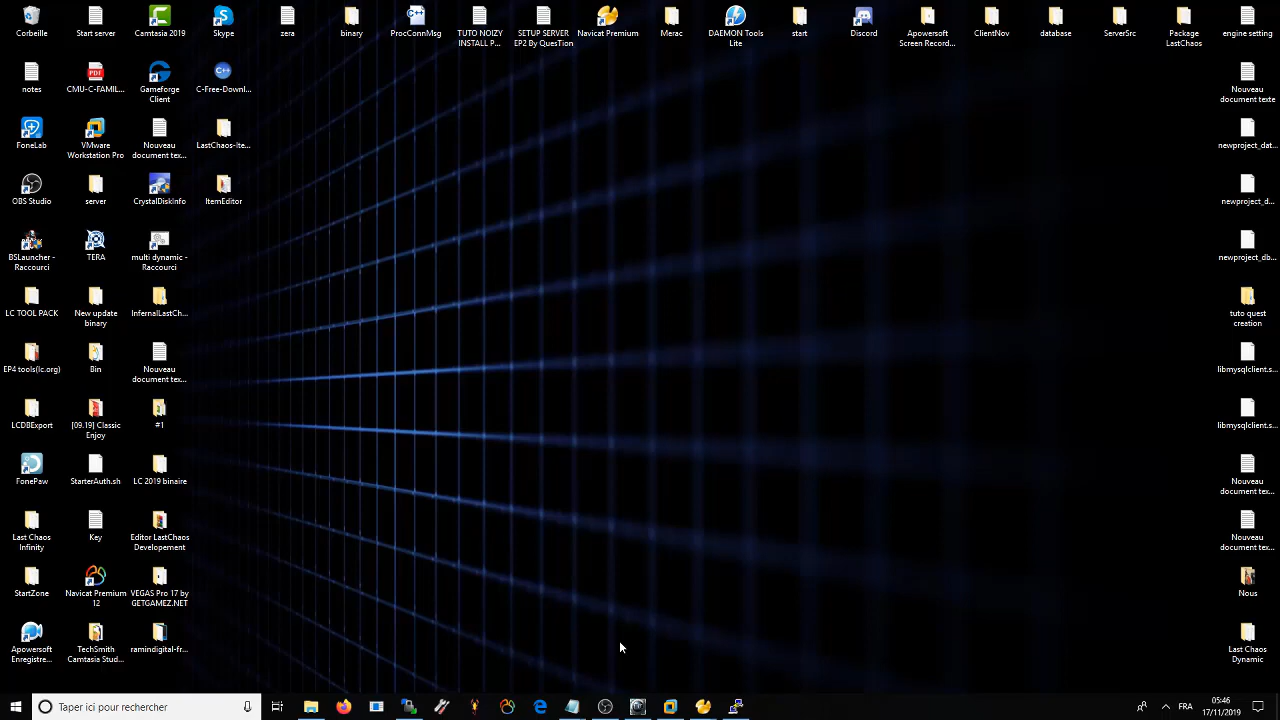 Corbeille
Start server
Camtasia 2019
Skype
zera
binary
ProcConnMsg
TUTO NOIZY
INSTALL P...
SETUP SERVER
EP2 By QuesTion
Navicat Premium
Merac
DAEMON Tools
Lite
start
Discord
Apowersoft
Screen Record...
ClientNov
database
ServerSrc
Package
LastChaos
engine setting
notes
CMU-C-FAMIL...
Gameforge
Client
C-Free-Downl...
Nouveau
document texte
FoneLab
VMware
Workstation Pro
Nouveau
document tex...
LastChaos-Ite...
newproject_dat...
OBS Studio
server
CrystalDiskInfo
ItemEditor
newproject_d...
BSLauncher -
Raccourci
TERA
multi dynamic -
Raccourci
newproject_db...
LC TOOL PACK
New update
binary
InfernalLastCh...
tuto quest
creation
EP4 tools(lc.org)
Bin
Nouveau
document tex...
libmysqlclient.s...
LCDBExport
[09.19] Classic
Enjoy
#1
libmysqlclient.s...
FonePaw
StarterAuth.sh
LC 2019 binaire
Nouveau
document tex...
Last Chaos
Infinity
Key
Editor LastChaos
Developement
Nouveau
document tex...
StartZone
Navicat Premium
12
VEGAS Pro 17 by
GETGAMEZ.NET
Nous
Apowersoft
Enregistre...
TechSmith
Camtasia Stud...
ramindigital-fr...
Last Chaos
Dynamic
Taper ici pour rechercher
FRA
05:46
17/11/2019